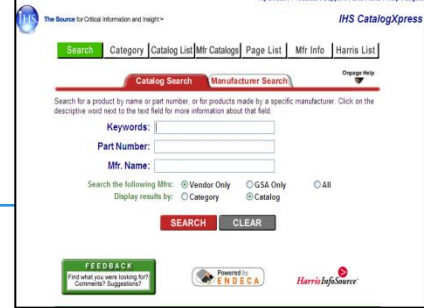 IHS
The Source for Critical Information and Insight™
IHS CatalogXpress
Search Category Catalog List Mfr Catalogs Page List Mfr Info Harris List
Catalog Search Manufacturer Search
Onpage Help
Search for a product by name or part number, or for products made by a specific manufacturer. Click on the
descriptive word next to the text field for more information about that field.
Keywords:
Part Number:
Mfr. Name:
Search the following Mfrs: Vendor Only GSA Only All
Display results by: Category Catalog
SEARCH CLEAR
FEEDBACK
Find what you were looking for?
Comments? Suggestions?
Powered by
ENDECA
Harris InfoSource